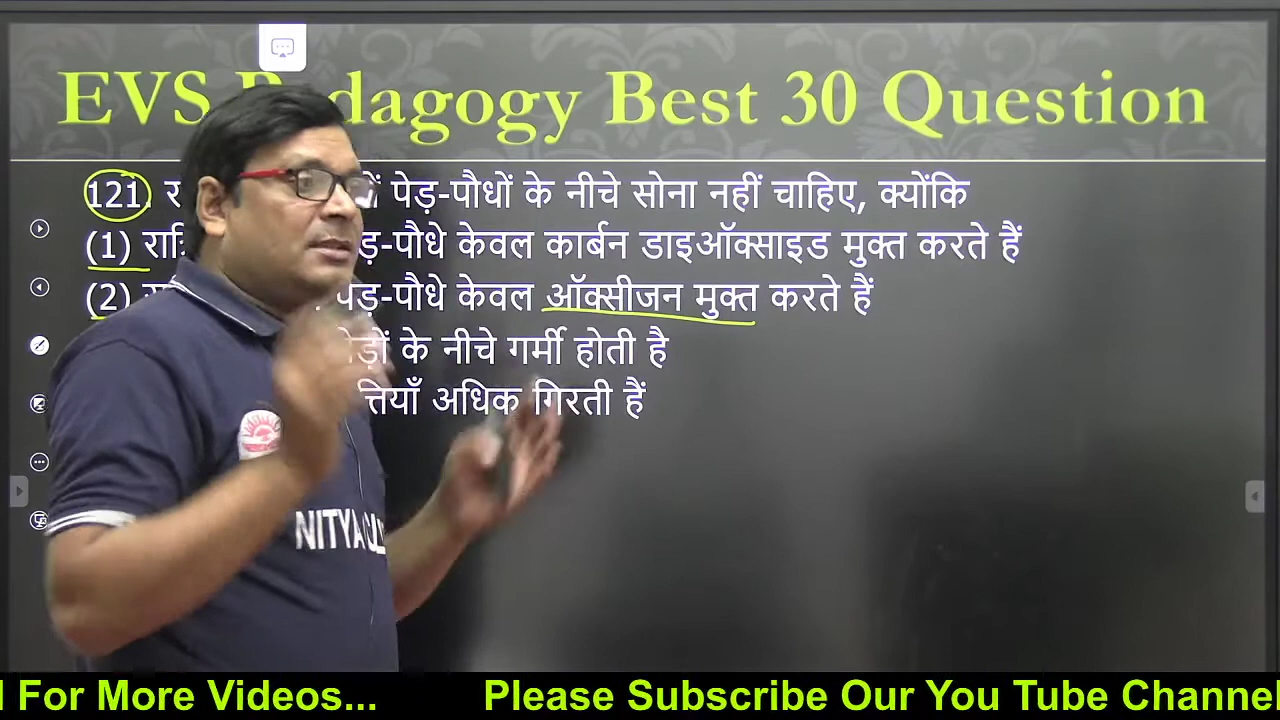 EVS Pedagogy Best 30 Question
121. पेड़-पौधों के नीचे सोना नहीं चाहिए, क्योंकि
(1) पेड़-पौधे केवल कार्बन डाइऑक्साइड मुक्त करते हैं
(2) पेड़-पौधे केवल ऑक्सीजन मुक्त करते हैं
पेड़ों के नीचे गर्मी होती है
पत्तियाँ अधिक गिरती हैं
NITYA
For More Videos... Please Subscribe Our You Tube Channel